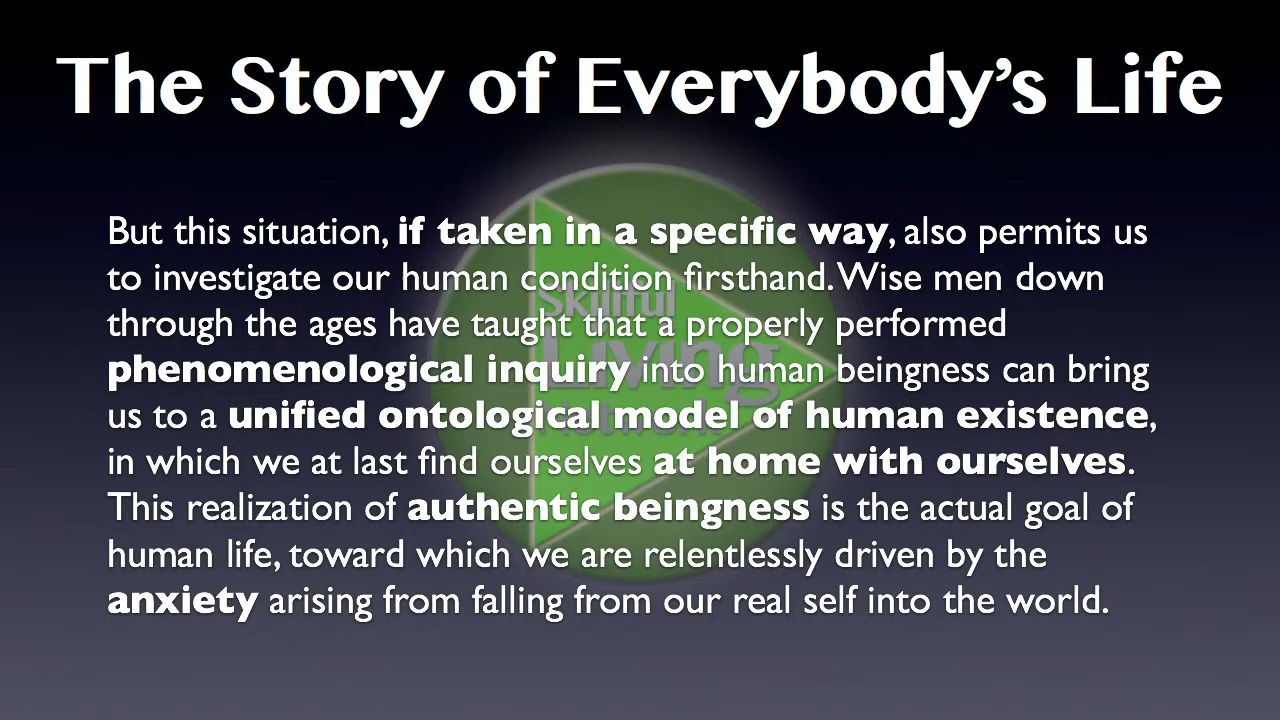 The Story of Everybody’s Life
But this situation, if taken in a specific way, also permits us
to investigate our human condition firsthand. Wise men down
through the ages have taught that a properly performed
phenomenological inquiry into human beingness can bring
us to a unified ontological model of human existence,
in which we at last find ourselves at home with ourselves.
This realization of authentic beingness is the actual goal of
human life, toward which we are relentlessly driven by the
anxiety arising from falling from our real self into the world.
Skillful
Living
Network